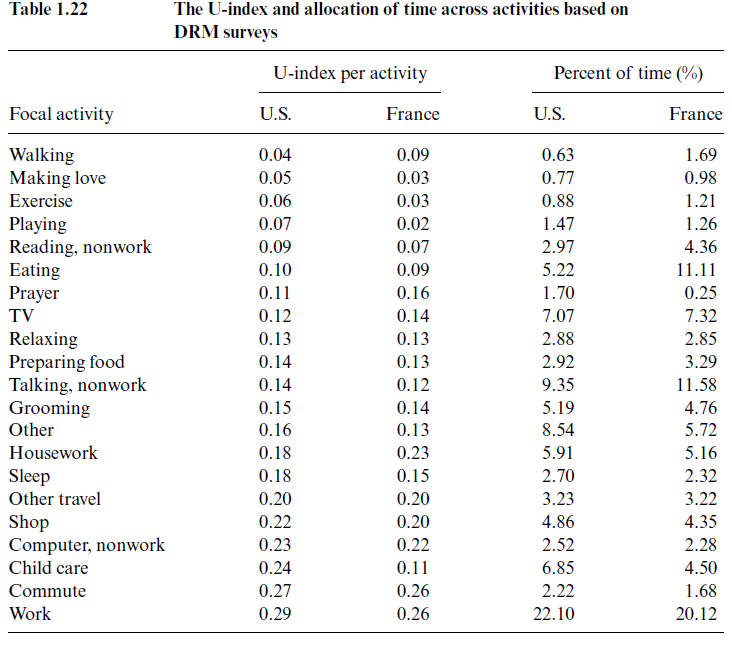 Table 1.22 The U-index and allocation of time across activities based on
DRM surveys
U-index per activity Percent of time (%)
Focal activity U.S. France U.S. France
Walking 0.04 0.09 0.63 1.69
Making love 0.05 0.03 0.77 0.98
Exercise 0.06 0.03 0.88 1.21
Playing 0.07 0.02 1.47 1.26
Reading, nonwork 0.09 0.07 2.97 4.36
Eating 0.10 0.09 5.22 11.11
Prayer 0.11 0.16 1.70 0.25
TV 0.12 0.14 7.07 7.32
Relaxing 0.13 0.13 2.88 2.85
Preparing food 0.14 0.13 2.92 3.29
Talking, nonwork 0.14 0.12 9.35 11.58
Grooming 0.15 0.14 5.19 4.76
Other 0.16 0.13 8.54 5.72
Housework 0.18 0.23 5.91 5.16
Sleep 0.18 0.15 2.70 2.32
Other travel 0.20 0.20 3.23 3.22
Shop 0.22 0.20 4.86 4.35
Computer, nonwork 0.23 0.22 2.52 2.28
Child care 0.24 0.11 6.85 4.50
Commute 0.27 0.26 2.22 1.68
Work 0.29 0.26 22.10 20.12